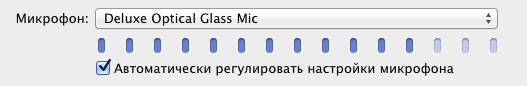 Микрофон: Deluxe Optical Glass Mic
Автоматически регулировать настройки микрофона